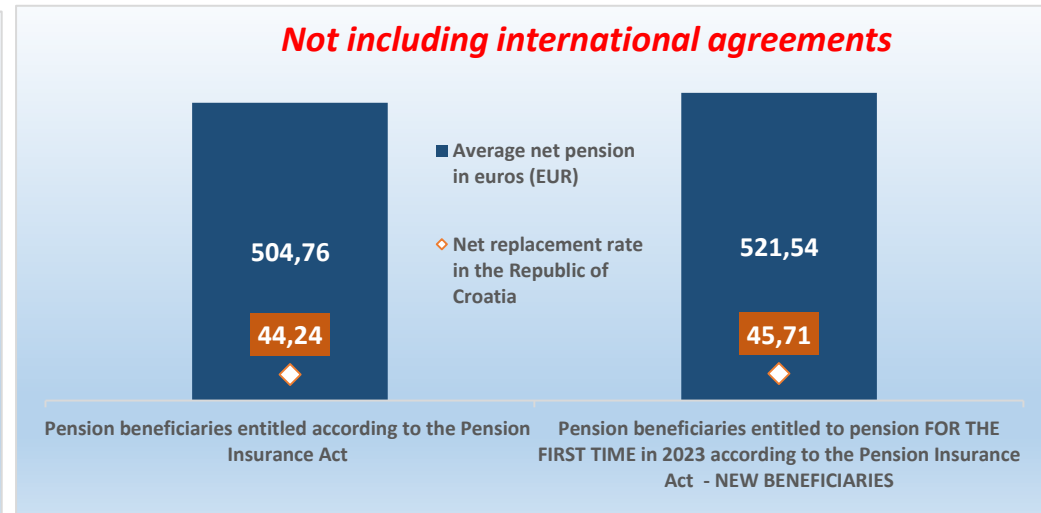 Not including international agreements
Average net pension
in euros (EUR)
504,76
521,54
Net replacement rate
in the Republic of
Croatia
44,24
45,71
Pension beneficiaries entitled according to the Pension
Insurance Act
Pension beneficiaries entitled to pension FOR THE
FIRST TIME in 2023 according to the Pension Insurance
Act - NEW BENEFICIARIES